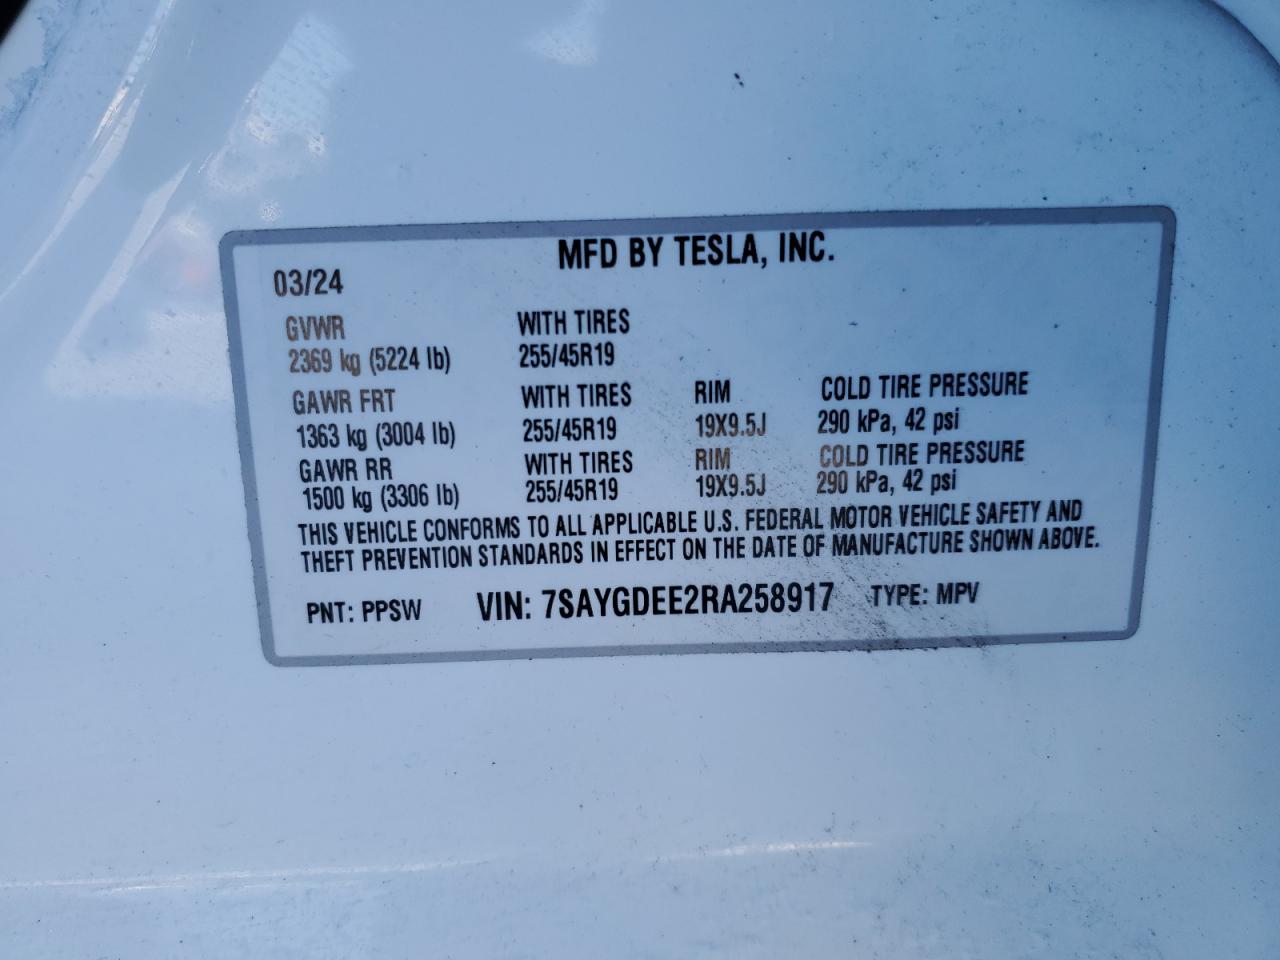 MFD BY TESLA, INC.
03/24
GVWR WITH TIRES
2369 kg (5224 lb) 255/45R19
GAWR FRT WITH TIRES RIM COLD TIRE PRESSURE
1363 kg (3004 lb) 255/45R19 19X9.5J 290 kPa, 42 psi
GAWR RR WITH TIRES RIM COLD TIRE PRESSURE
1500 kg (3306 lb) 255/45R19 19X9.5J 290 kPa, 42 psi
THIS VEHICLE CONFORMS TO ALL APPLICABLE U.S. FEDERAL MOTOR VEHICLE SAFETY AND
THEFT PREVENTION STANDARDS IN EFFECT ON THE DATE OF MANUFACTURE SHOWN ABOVE.
PNT: PPSW VIN: 7SAYGDEE2RA258917 TYPE: MPV